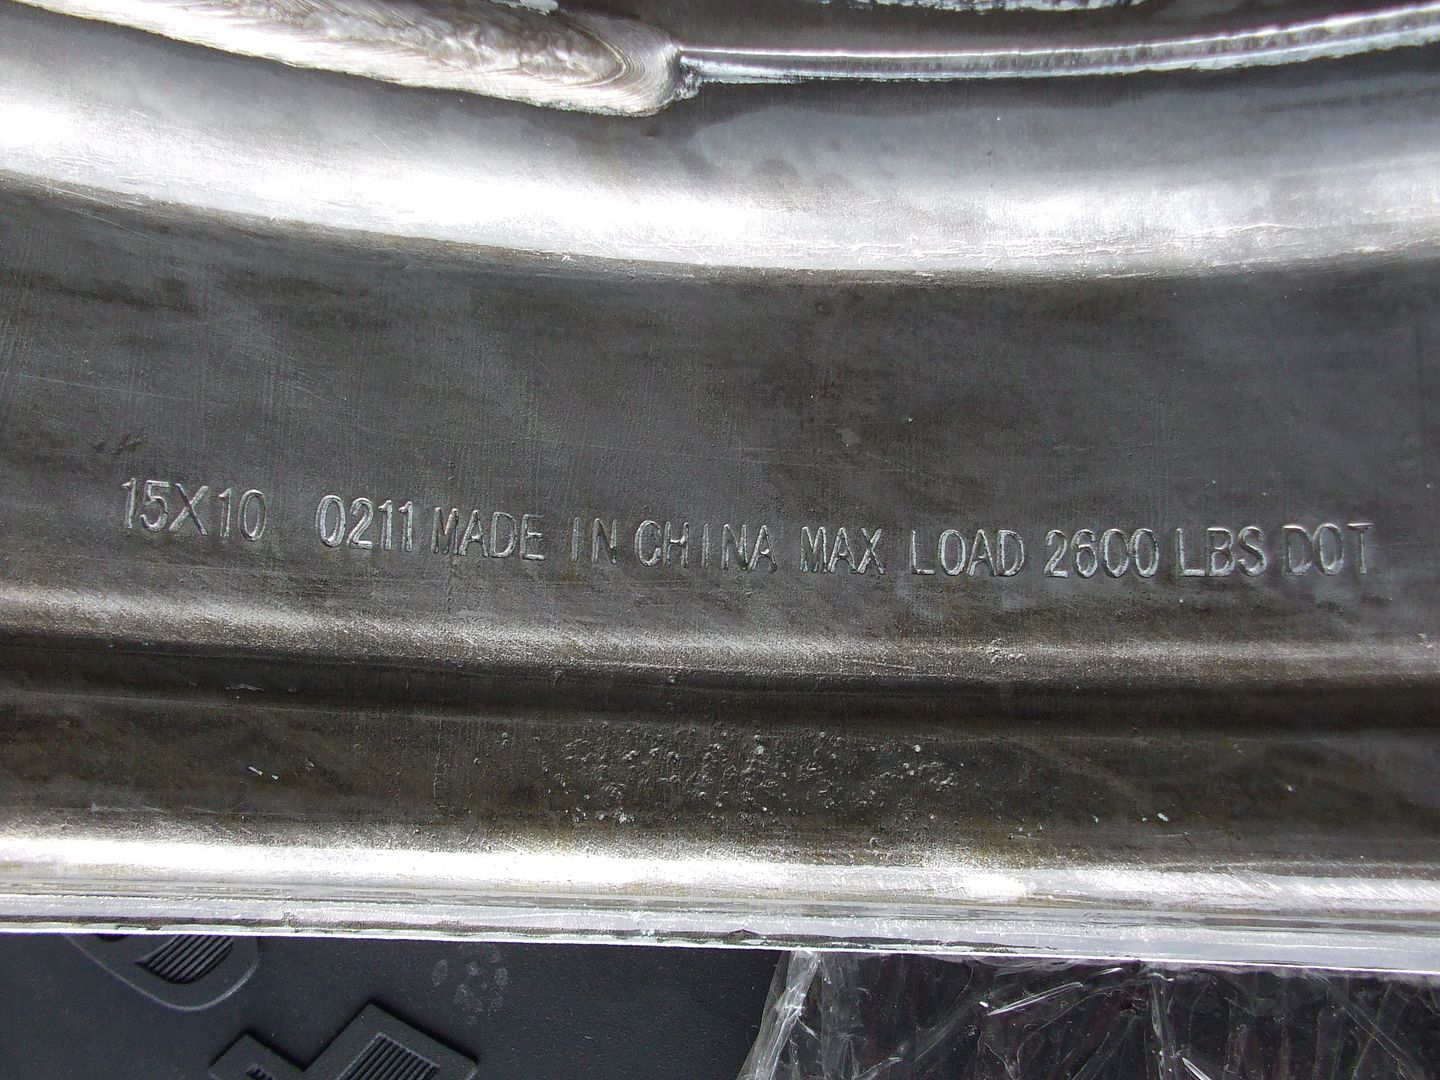 15X10 0211 MADE IN CHINA MAX LOAD 2600 LBS DOT